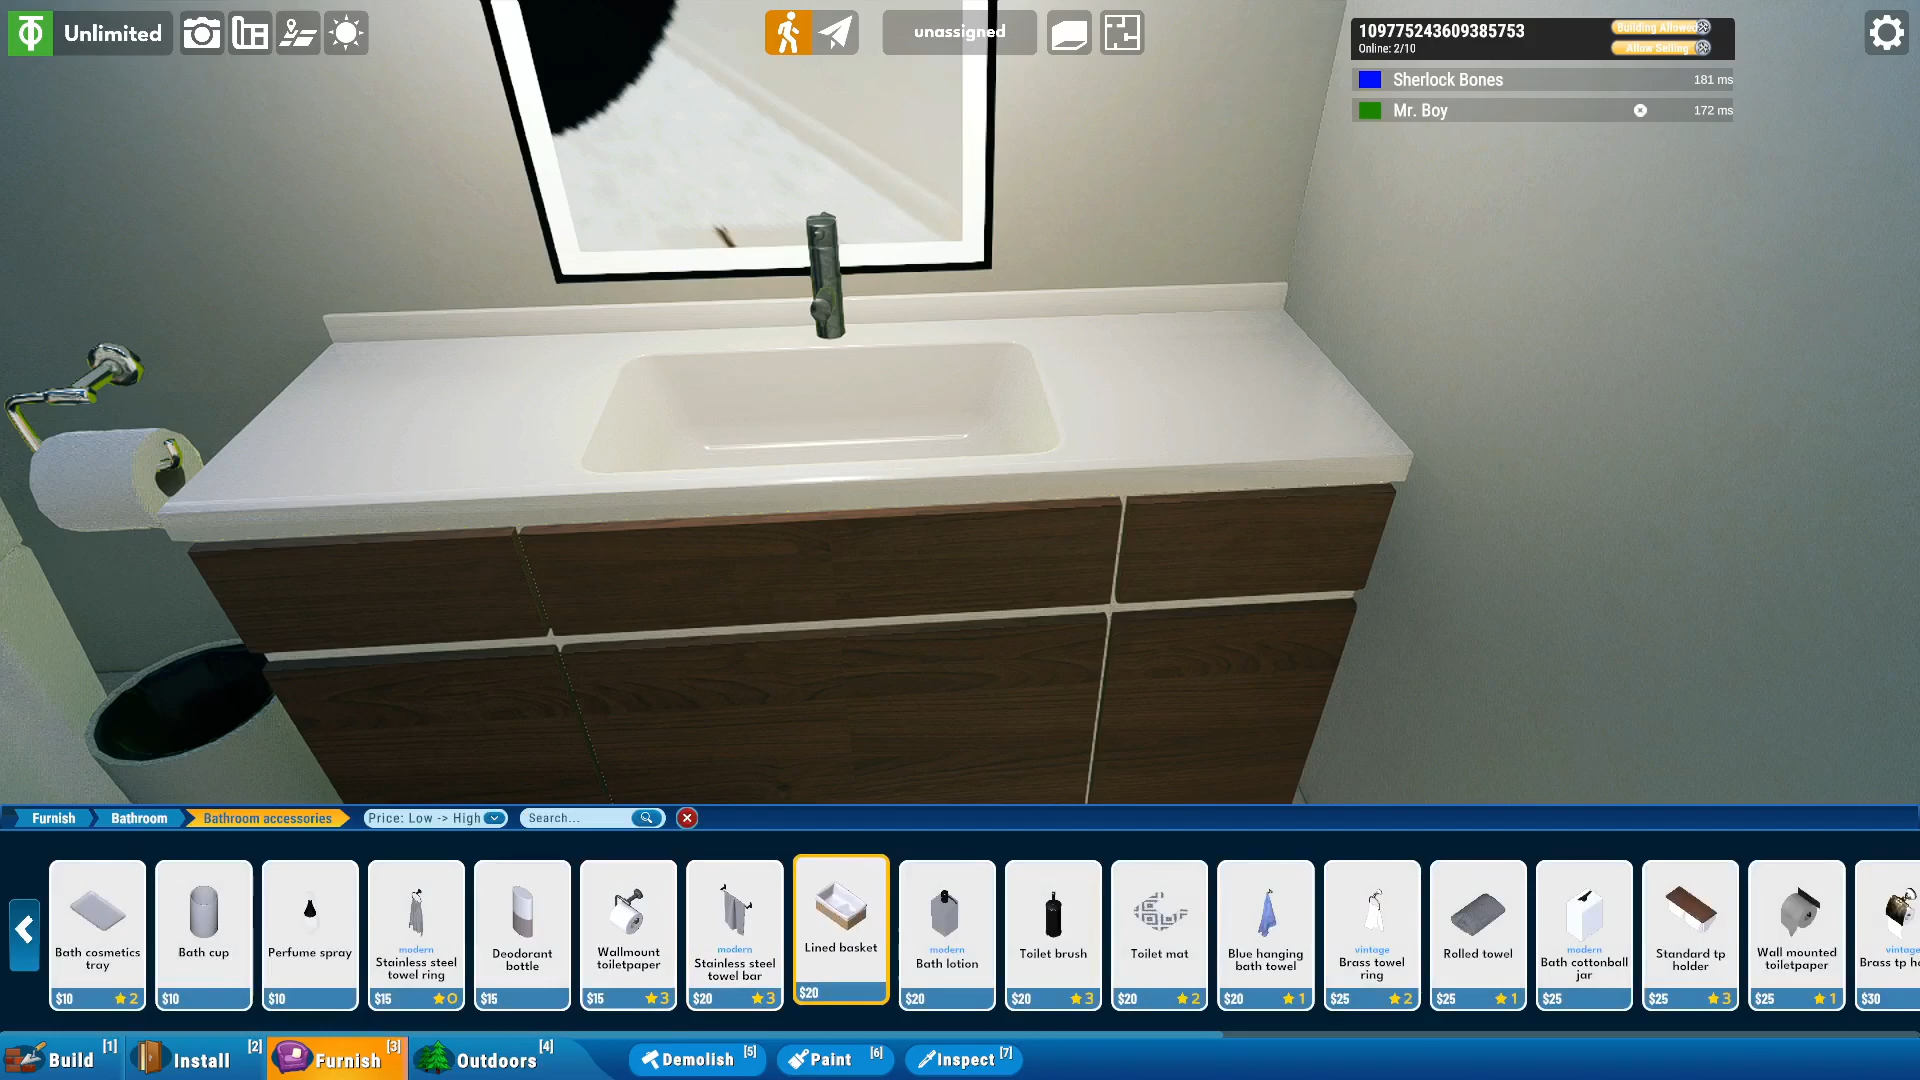 Unlimited
unassigned
109775243609385753
Building Allowed
Online: 2/10
Allow Selling
Sherlock Bones
181 ms
Mr. Boy
172 ms
Furnish
Bathroom
Bathroom accessories
Price: Low -> High
Search...
Bath cosmetics
tray
$10
2
Bath cup
$10
Perfume spray
$10
modern
Stainless steel
towel ring
$15
0
Deodorant
bottle
$15
Wallmount
toiletpaper
$15
3
modern
Stainless steel
towel bar
$20
3
Lined basket
$20
modern
Bath lotion
$20
Toilet brush
$20
3
Toilet mat
$20
2
Blue hanging
bath towel
$20
1
vintage
Brass towel
ring
$25
2
Rolled towel
$25
1
modern
Bath cottonball
jar
$25
Standard tp
holder
$25
3
Wall mounted
toiletpaper
$25
1
vintage
Brass tp ho
$30
Build
[1]
Install
[2]
Furnish
[3]
Outdoors
[4]
Demolish
[5]
Paint
[6]
Inspect
[7]